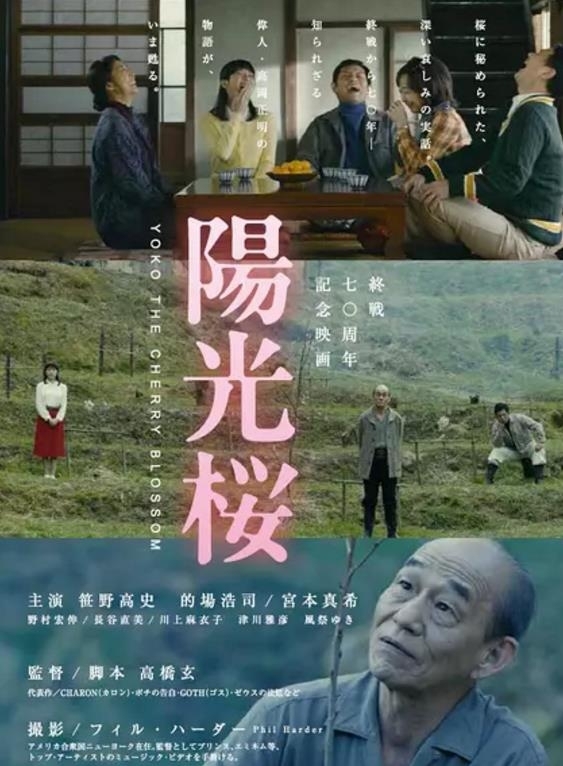 桜に秘められた、
深い哀しみの実話。
終戦から七〇年―
知られざる
偉人・高岡正明の
物語が、
いま甦る。
陽光桜
YOKO THE CHERRY BLOSSOM
終戦
七〇周年
記念映画
主演 笹野高史 的場浩司/宮本真希
野村宏伸/長谷直美/川上麻衣子 津川雅彦 風祭ゆき
監督/脚本 高橋玄
代表作/CHARON(カロン)・ポチの告白・GOTH(ゴス)・ゼウスの法廷など
撮影/フィル・ハーダー Phil Harder
アメリカ合衆国ニューヨーク在住。監督としてプリンス、エミネム等、
トップ・アーティストのミュージック・ビデオを手掛ける。